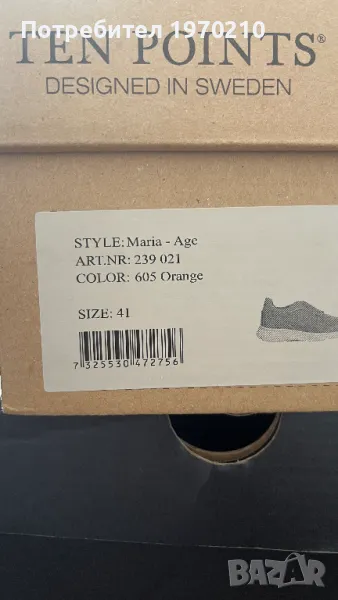 Потребител 1970210
TEN POINTS®
DESIGNED IN SWEDEN
STYLE: Maria - Age
ART.NR: 239 021
COLOR: 605 Orange
SIZE: 41
7 325530 472756
BAZAR